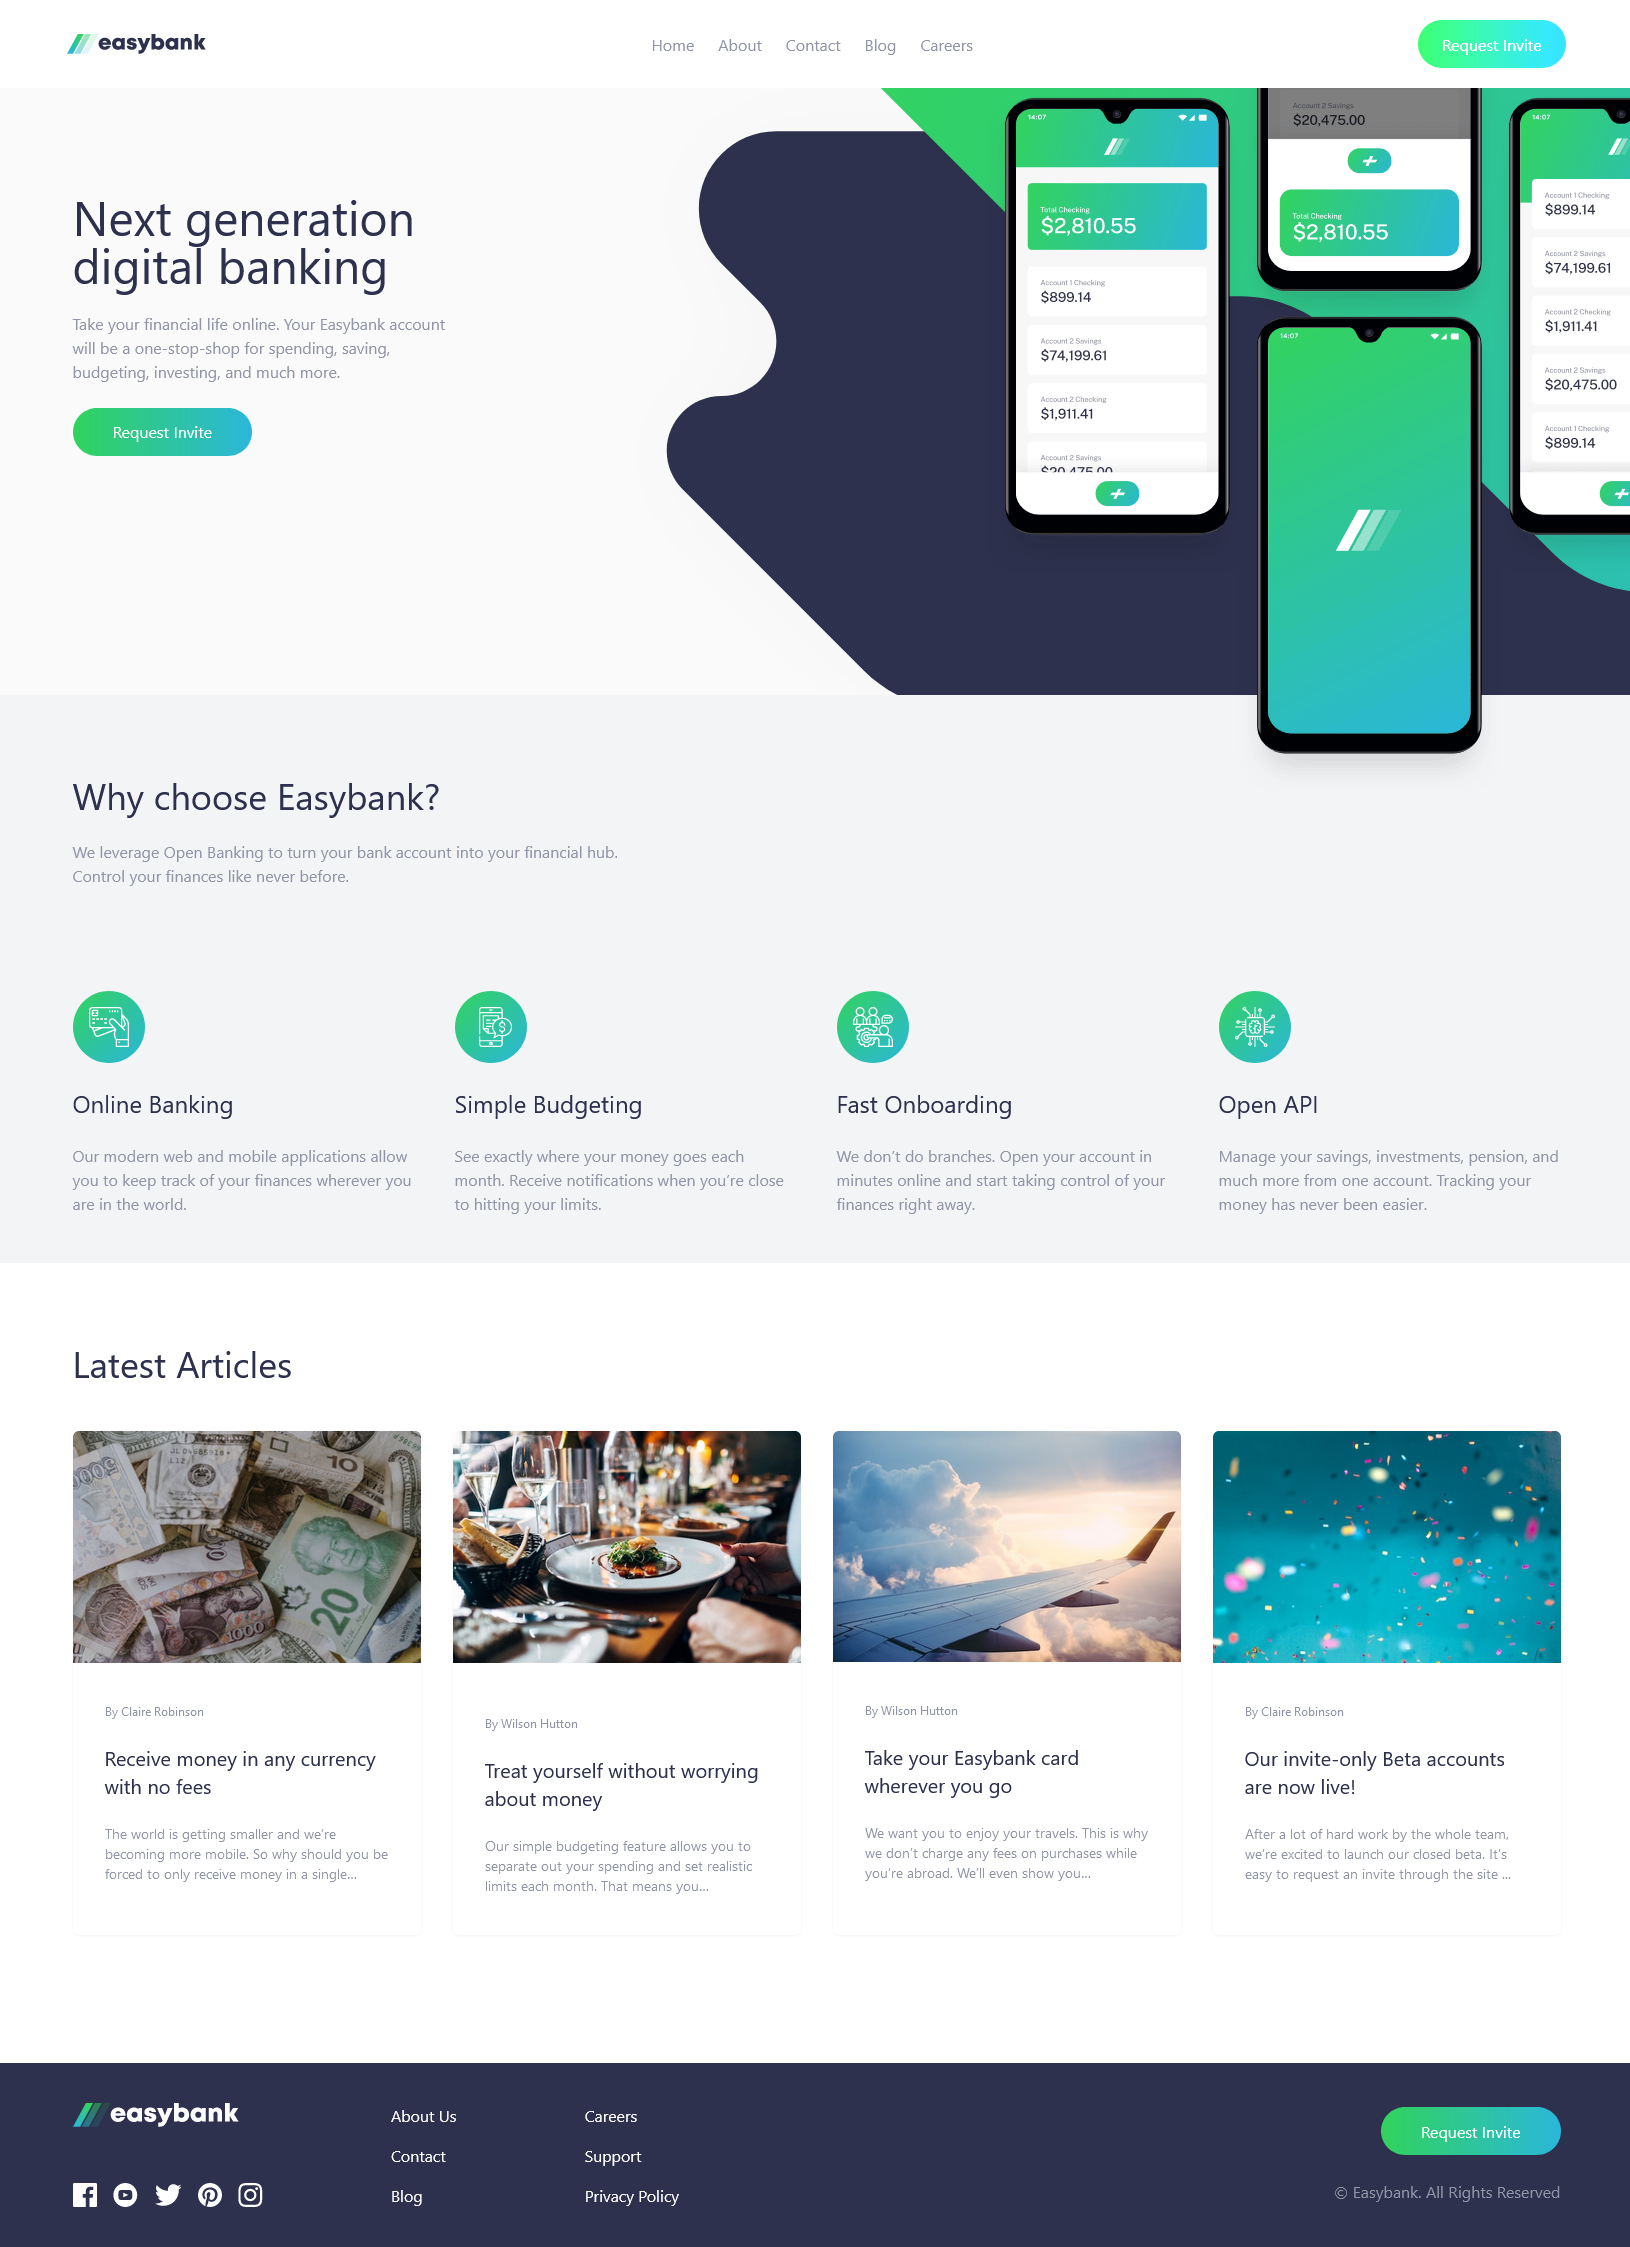 easybank
Home
About
Contact
Blog
Careers
Request Invite
Next generation
digital banking
Take your financial life online. Your Easybank account
will be a one-stop-shop for spending, saving,
budgeting, investing, and much more.
Request Invite
14:07
Total Checking
$2,810.55
Account 1 Checking
$899.14
Account 2 Savings
$74,199.61
Account 2 Checking
$1,911.41
Account 2 Savings
$20,475.00
Account 2 Savings
$20,475.00
Total Checking
$2,810.55
14:07
14:07
Account 1 Checking
$899.14
Account 2 Savings
$74,199.61
Account 2 Checking
$1,911.41
Account 2 Savings
$20,475.00
Account 1 Checking
$899.14
Why choose Easybank?
We leverage Open Banking to turn your bank account into your financial hub.
Control your finances like never before.
Online Banking
Our modern web and mobile applications allow
you to keep track of your finances wherever you
are in the world.
Simple Budgeting
See exactly where your money goes each
month. Receive notifications when you’re close
to hitting your limits.
Fast Onboarding
We don’t do branches. Open your account in
minutes online and start taking control of your
finances right away.
Open API
Manage your savings, investments, pension, and
much more from one account. Tracking your
money has never been easier.
Latest Articles
JL 04685918
L12
10
500
20
1000
By Claire Robinson
Receive money in any currency
with no fees
The world is getting smaller and we’re
becoming more mobile. So why should you be
forced to only receive money in a single…
By Wilson Hutton
Treat yourself without worrying
about money
Our simple budgeting feature allows you to
separate out your spending and set realistic
limits each month. That means you…
By Wilson Hutton
Take your Easybank card
wherever you go
We want you to enjoy your travels. This is why
we don’t charge any fees on purchases while
you’re abroad. We’ll even show you…
By Claire Robinson
Our invite-only Beta accounts
are now live!
After a lot of hard work by the whole team,
we’re excited to launch our closed beta. It’s
easy to request an invite through the site ...
easybank
About Us
Contact
Blog
Careers
Support
Privacy Policy
Request Invite
© Easybank. All Rights Reserved